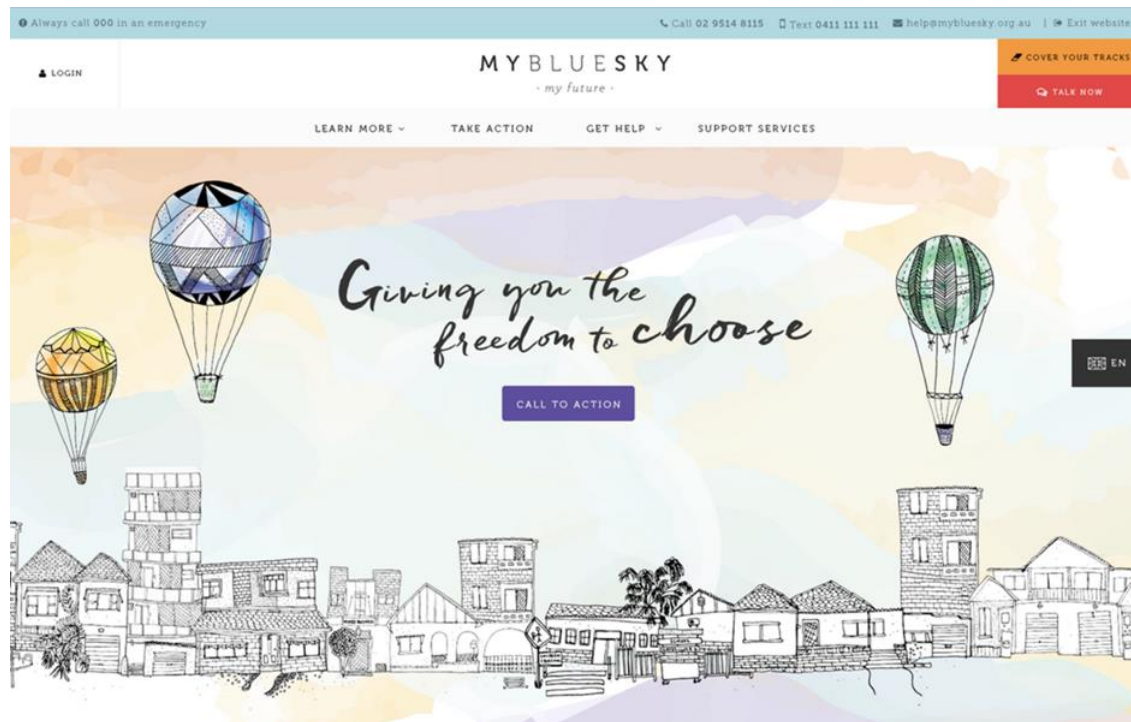 Always call 000 in an emergency
Call 02 9514 8115 Text 0411 111 111 help@mybluesky.org.au | Exit website
LOGIN
MYBLUESKY
· my future ·
COVER YOUR TRACKS
TALK NOW
LEARN MORE TAKE ACTION GET HELP SUPPORT SERVICES
Giving you the
freedom to choose
CALL TO ACTION
EN